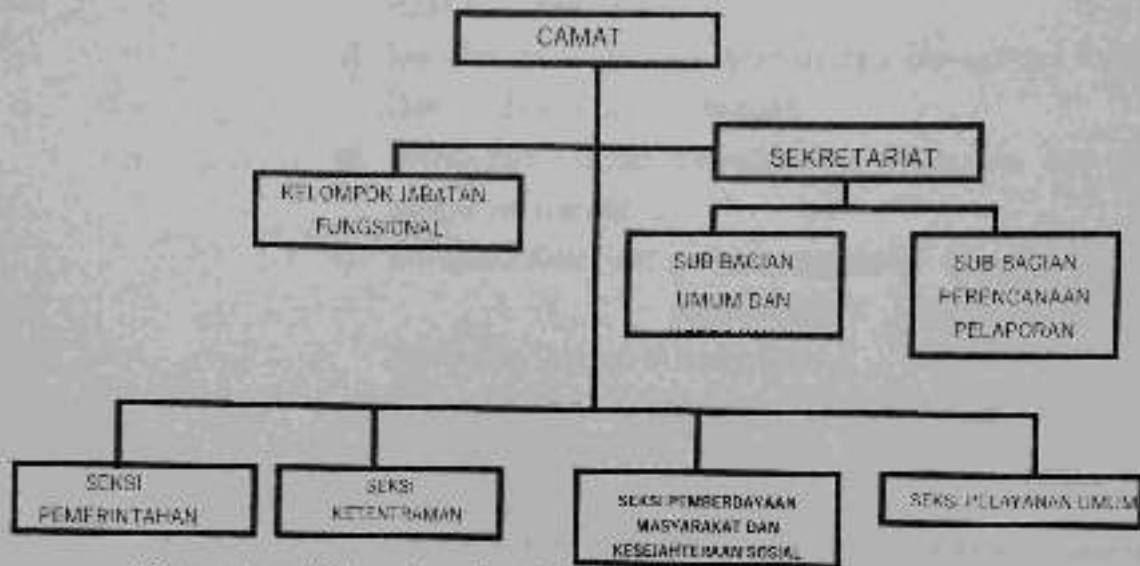 CAMAT
SEKRETARIAT
KELOMPOK JABATAN
FUNGSIONAL
SUB BAGIAN
UMUM DAN
SUB BAGIAN
PERENCANAAN
PELAPORAN
SEKSI
PEMERINTAHAN
SEKSI
KETENTRAMAN
SEKSI PEMBERDAYAAN
MASYARAKAT DAN
KESEJAHTERAAN SOSIAL
SEKSI PELAYANAN UMUM